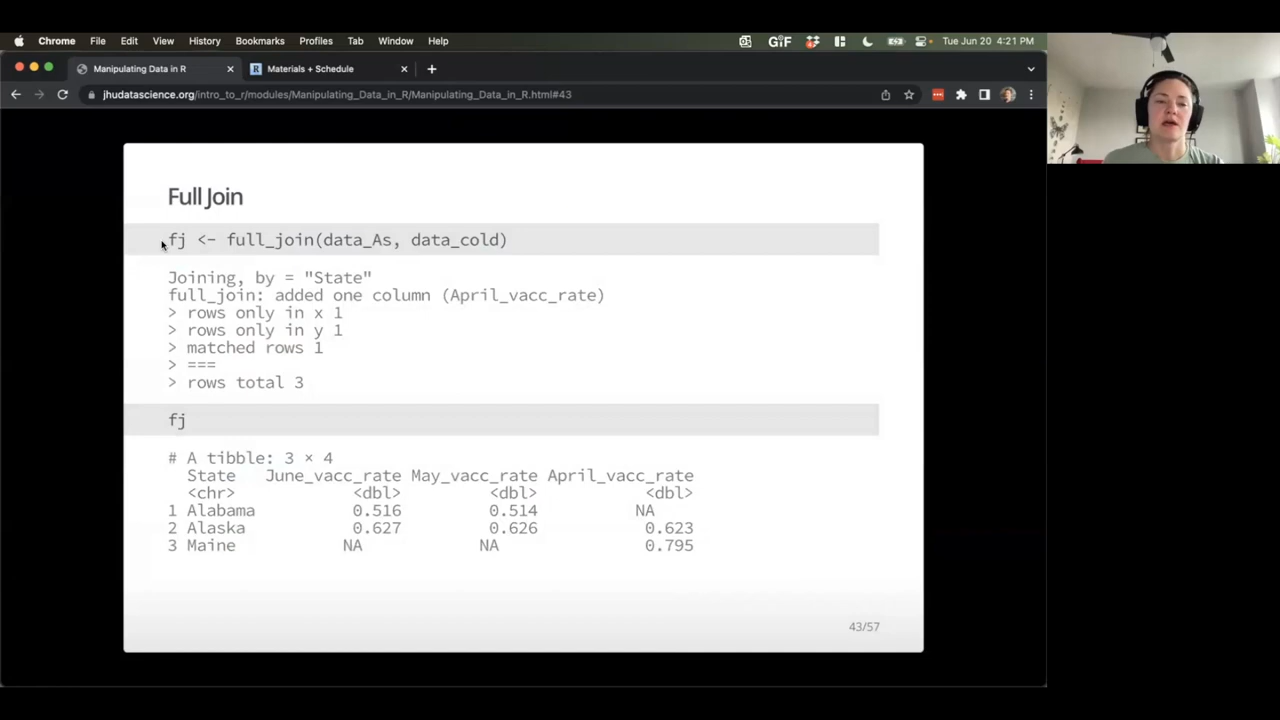 Chrome File Edit View History Bookmarks Profiles Tab Window Help GIF Tue Jun 20 4:21 PM
Manipulating Data in R Materials + Schedule
jhudatascience.org/intro_to_r/modules/Manipulating_Data_in_R/Manipulating_Data_in_R.html#43
Full Join
fj <- full_join(data_As, data_cold)
Joining, by = "State"
full_join: added one column (April_vacc_rate)
> rows only in x 1
> rows only in y 1
> matched rows 1
> ===
> rows total 3
fj
# A tibble: 3 × 4
State June_vacc_rate May_vacc_rate April_vacc_rate
<chr> <dbl> <dbl> <dbl>
1 Alabama 0.516 0.514 NA
2 Alaska 0.627 0.626 0.623
3 Maine NA NA 0.795
43/57